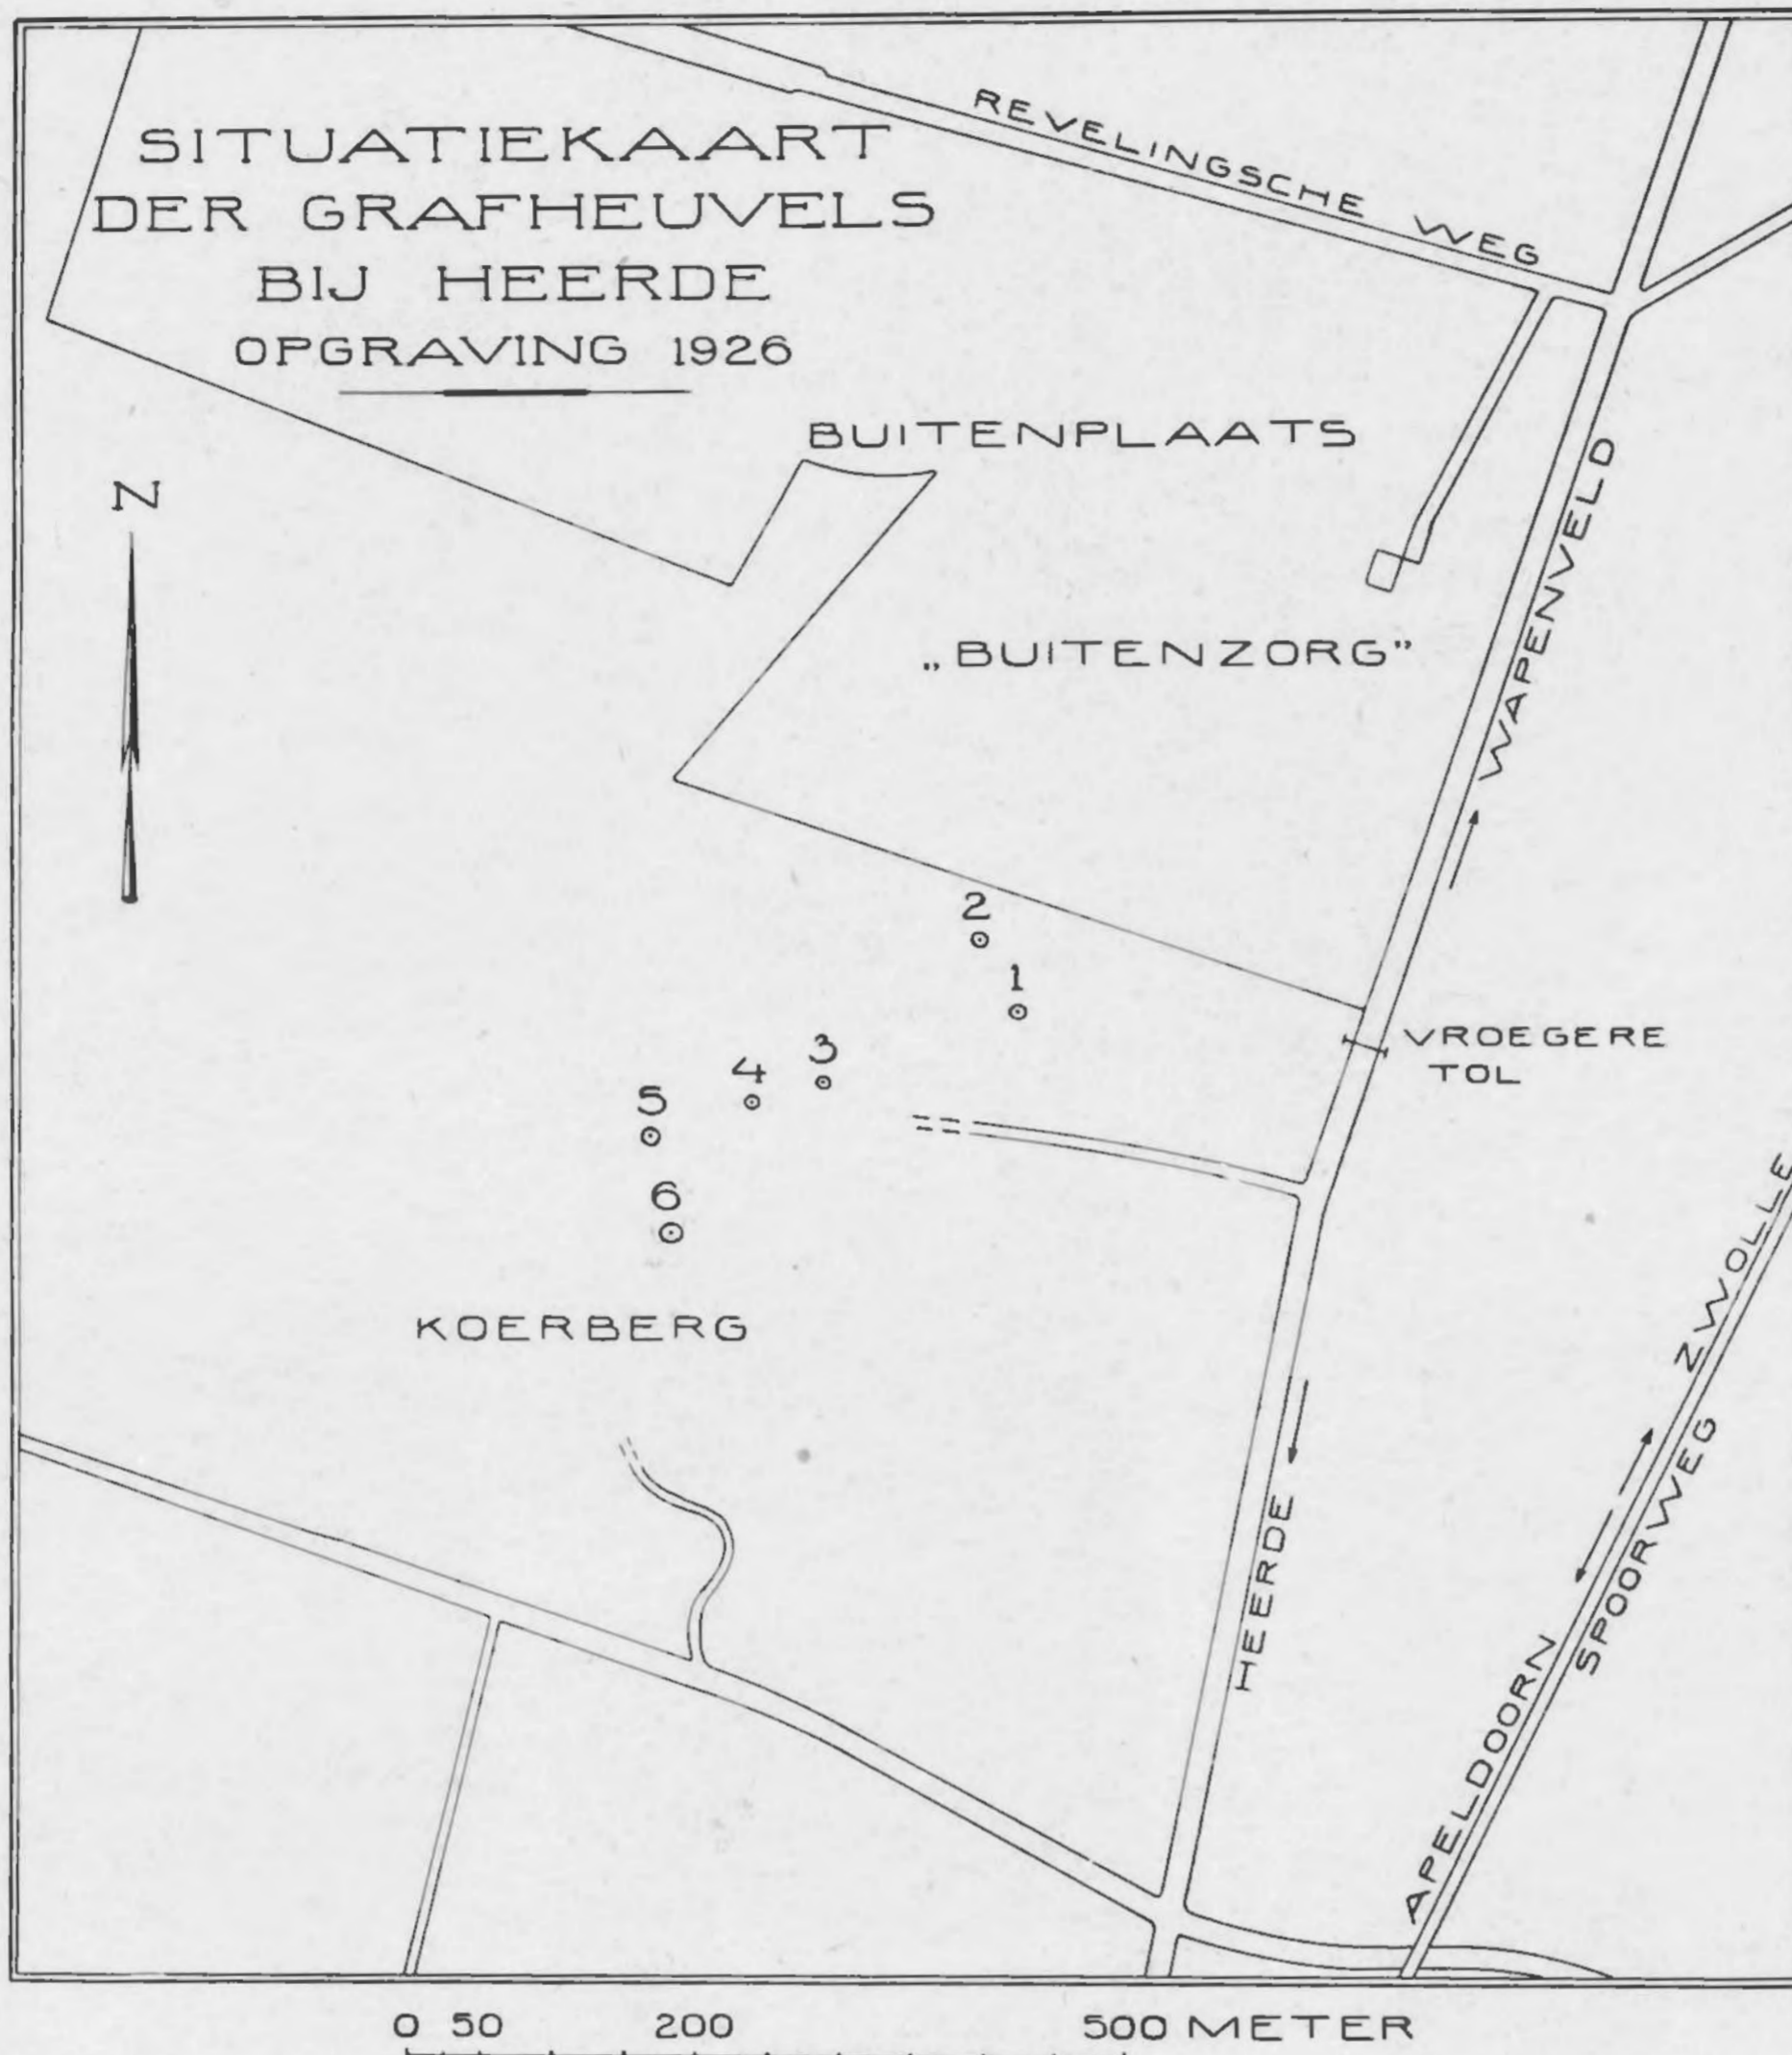 SITUATIEKAART
DER GRAFHEUVELS
BIJ HEERDE
OPGRAVING 1926
REVELINGSCHE WEG
N
BUITENPLAATS
„BUITENZORG”
WAPENVELD
2
1
3
4
5
6
VROEGERE
TOL
KOERBERG
HEERDE
ZWOLLE
APELDOORN
SPOORWEG
0 50 200 500 METER